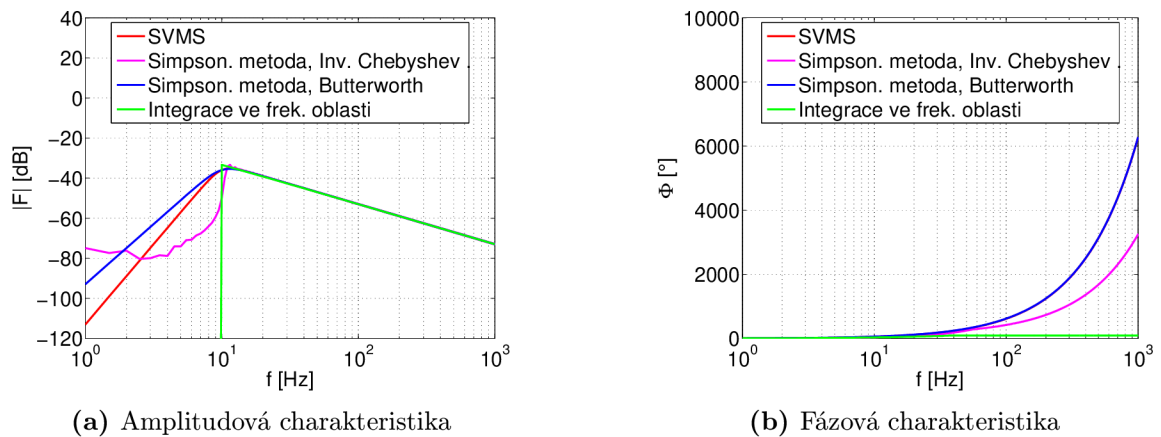 40
20
0
−20
−40
−60
−80
−100
−120
|F| [dB]
SVMS
Simpson. metoda, Inv. Chebyshev .
Simpson. metoda, Butterworth
Integrace ve frek. oblasti
10^0 10^1 10^2 10^3
f [Hz]
(a) Amplitudová charakteristika
10000
8000
6000
4000
2000
0
Φ [°]
SVMS
Simpson. metoda, Inv. Chebyshev .
Simpson. metoda, Butterworth
Integrace ve frek. oblasti
10^0 10^1 10^2 10^3
f [Hz]
(b) Fázová charakteristika